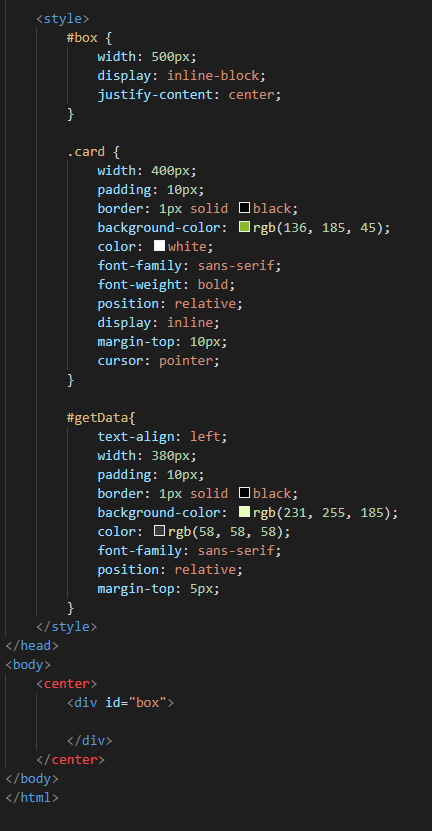 <style>
#box {
width: 500px;
display: inline-block;
justify-content: center;
}
.card {
width: 400px;
padding: 10px;
border: 1px solid black;
background-color: rgb(136, 185, 45);
color: white;
font-family: sans-serif;
font-weight: bold;
position: relative;
display: inline;
margin-top: 10px;
cursor: pointer;
}
#getData{
text-align: left;
width: 380px;
padding: 10px;
border: 1px solid black;
background-color: rgb(231, 255, 185);
color: rgb(58, 58, 58);
font-family: sans-serif;
position: relative;
margin-top: 5px;
}
</style>
</head>
<body>
<center>
<div id="box">
</div>
</center>
</body>
</html>